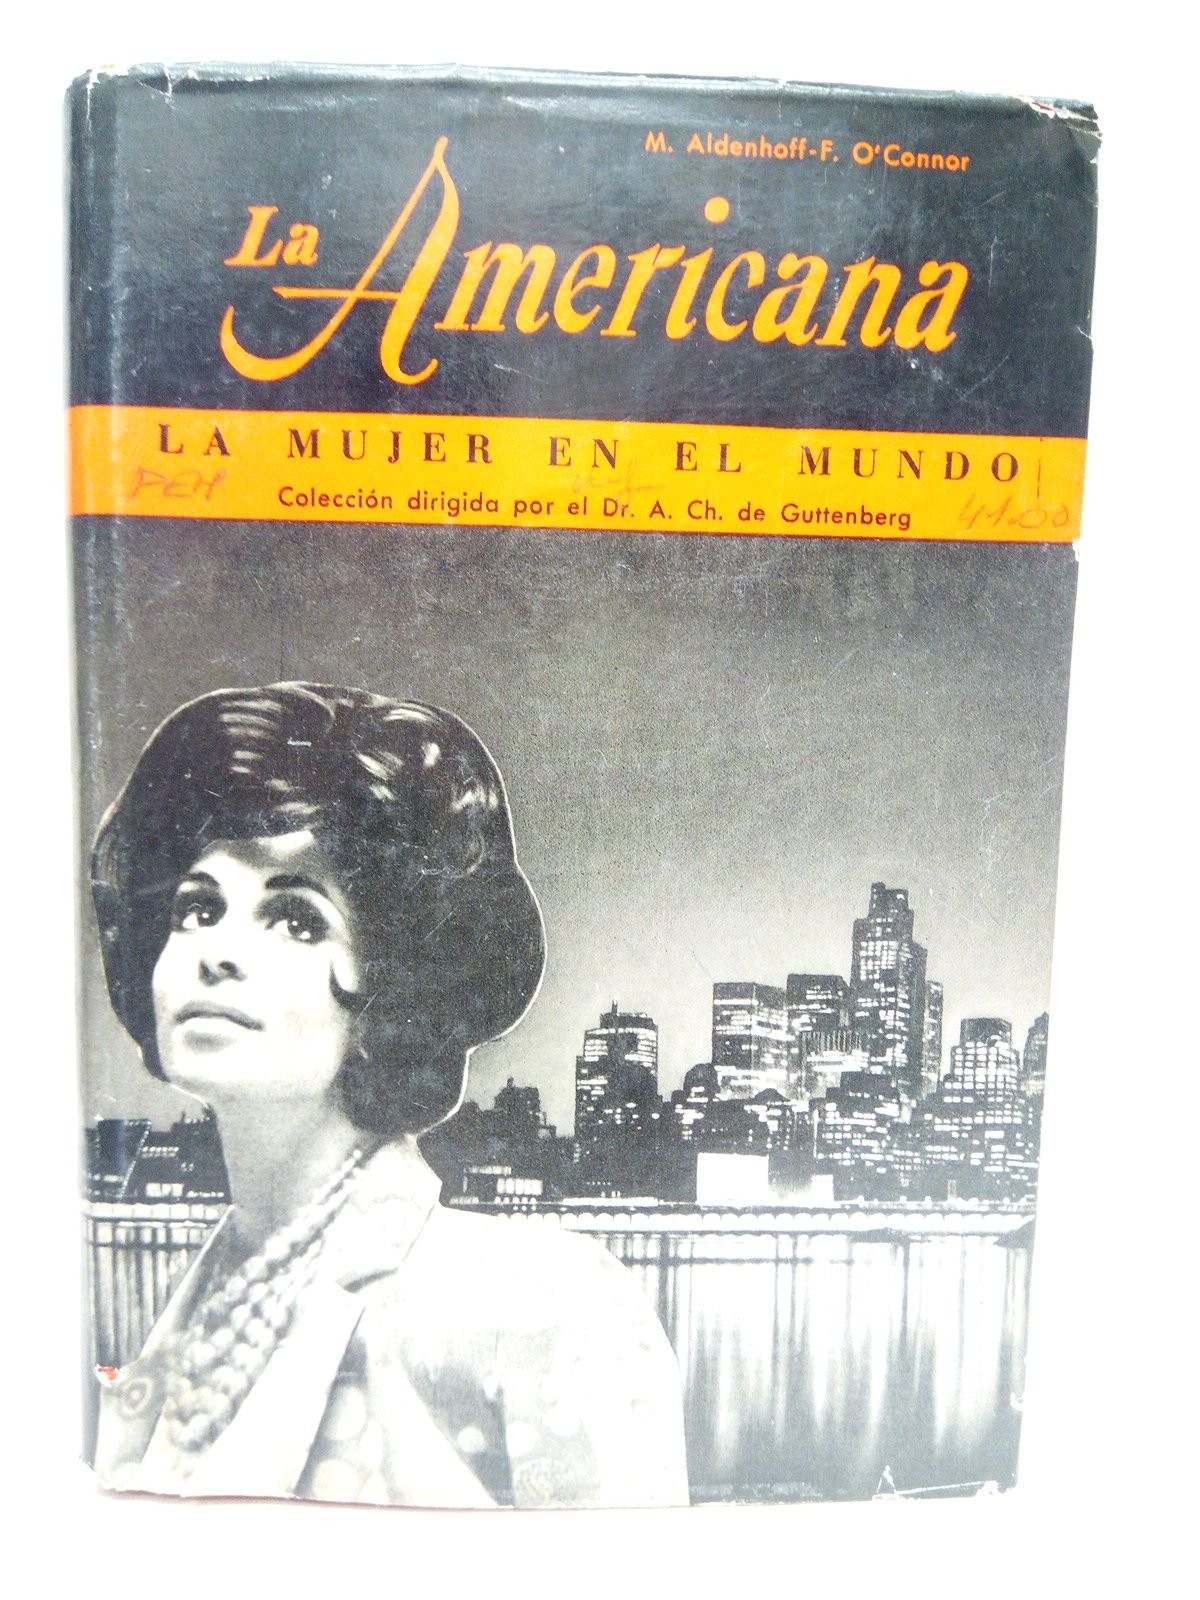 M. Aldenhoff-F. O'Connor
La Americana
LA MUJER EN EL MUNDO
Colección dirigida por el Dr. A. Ch. de Guttenberg